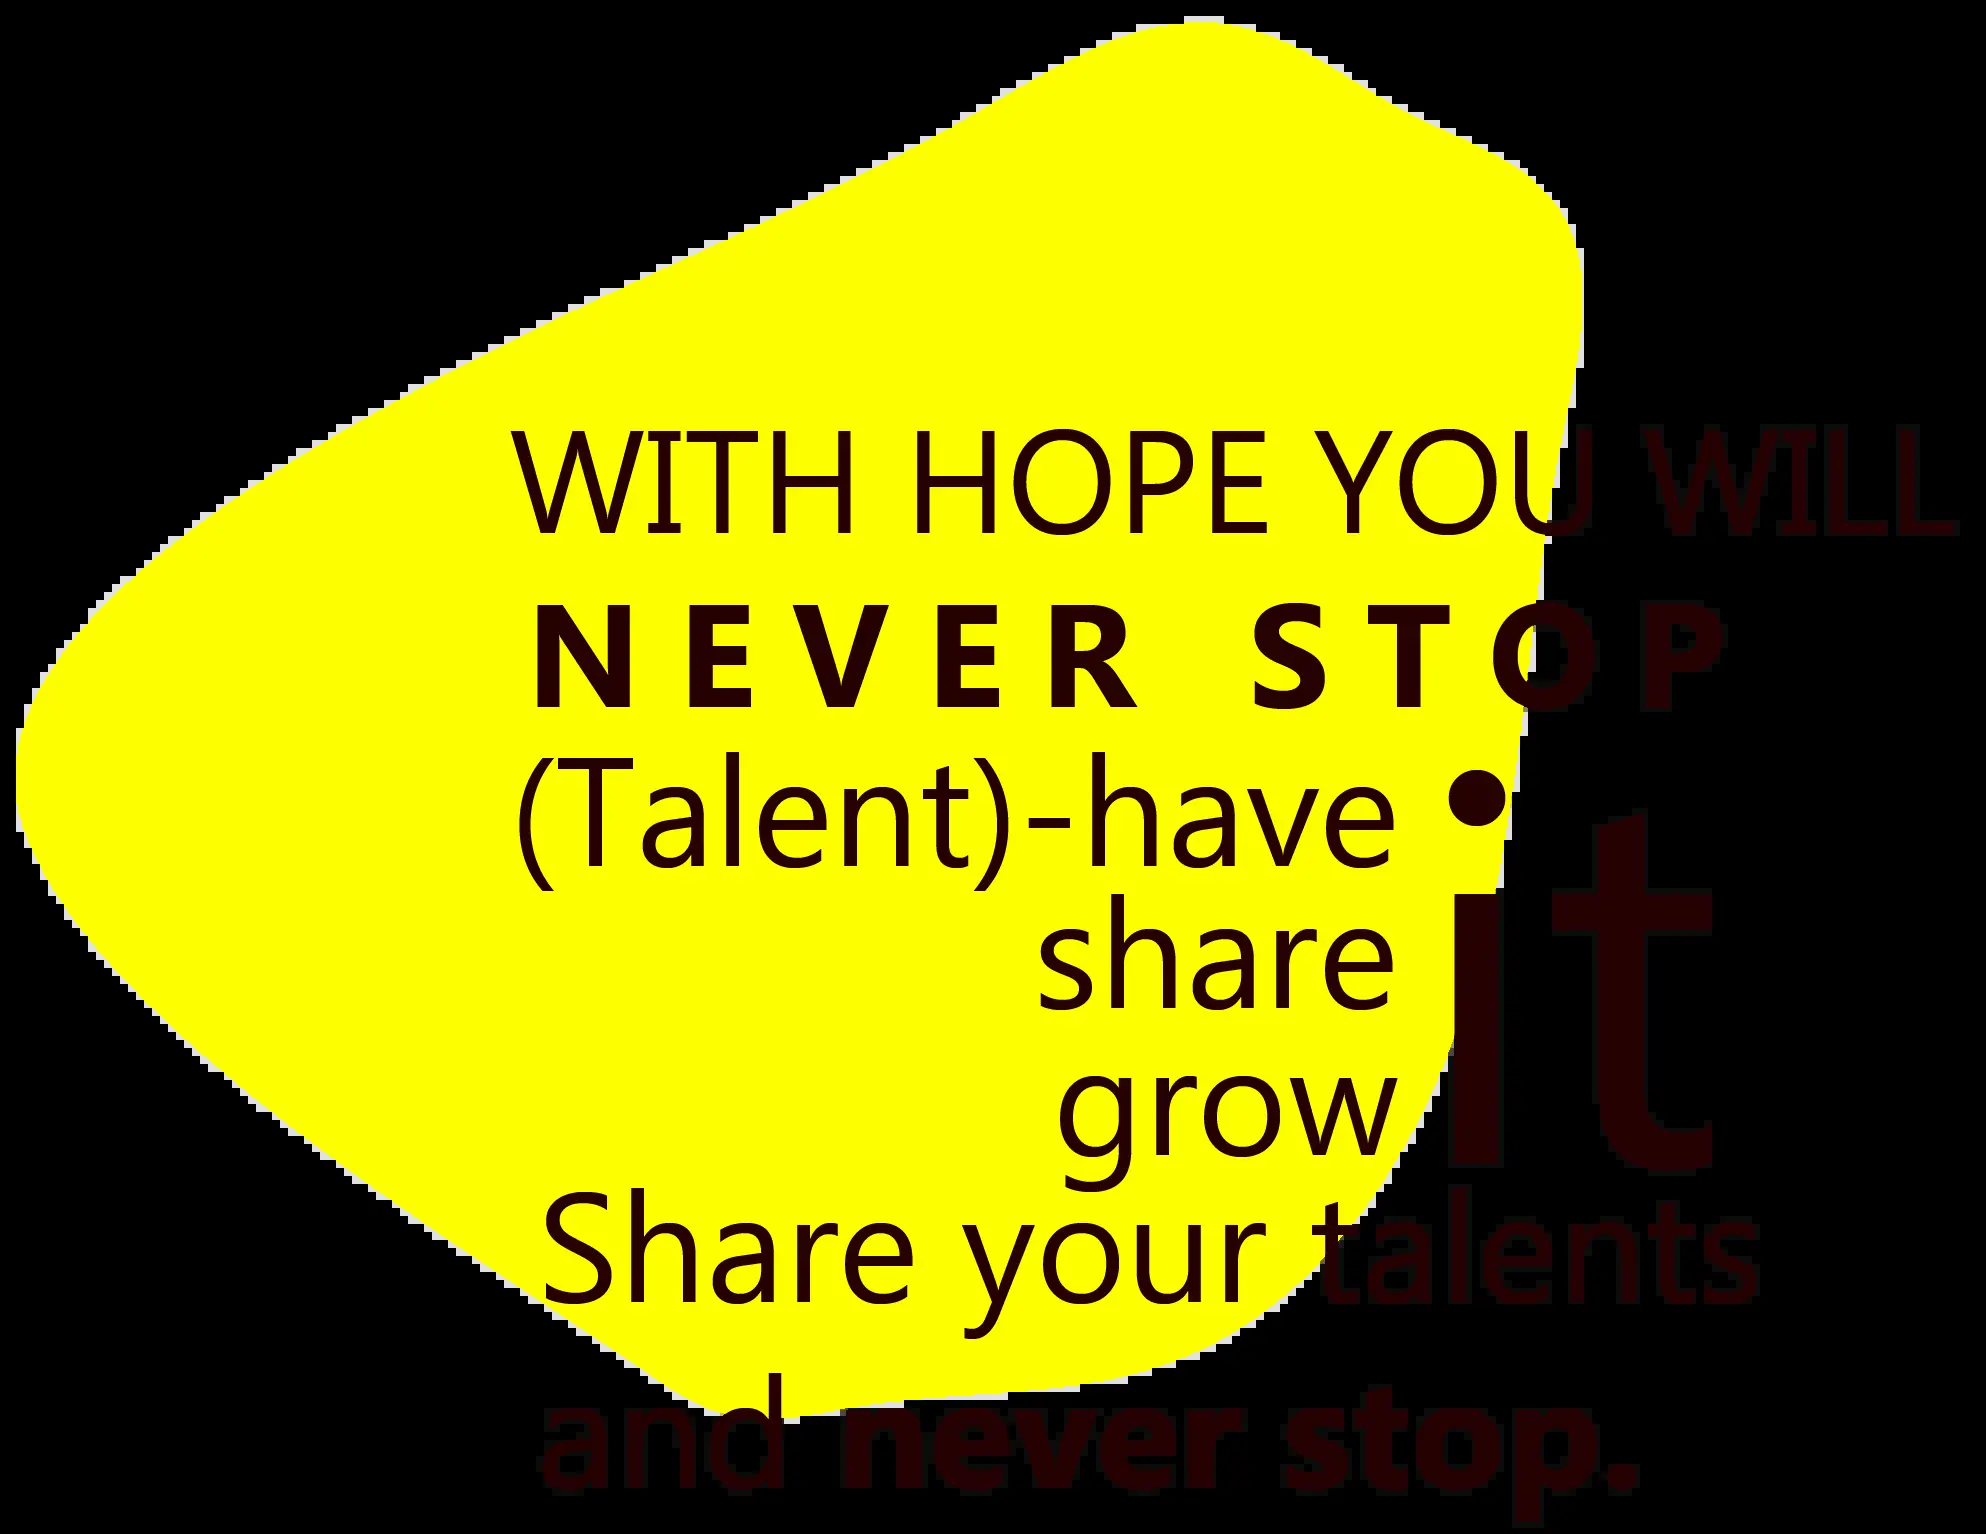 WITH HOPE YOU WILL
NEVER STOP
(Talent)-have it
share
grow
Share your talents
and never stop.